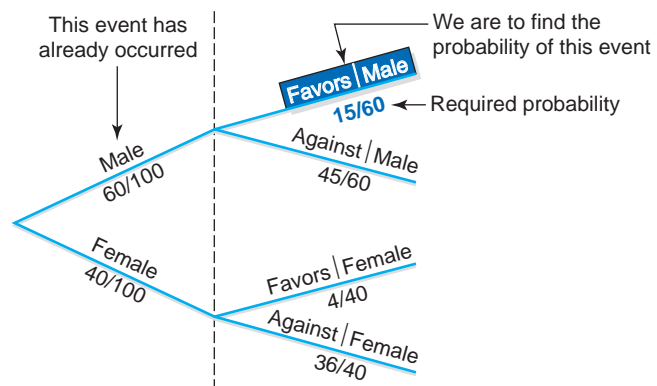 This event has
already occurred
We are to find the
probability of this event
Favors | Male
15/60
Required probability
Against | Male
45/60
Male
60/100
Female
40/100
Favors | Female
4/40
Against | Female
36/40